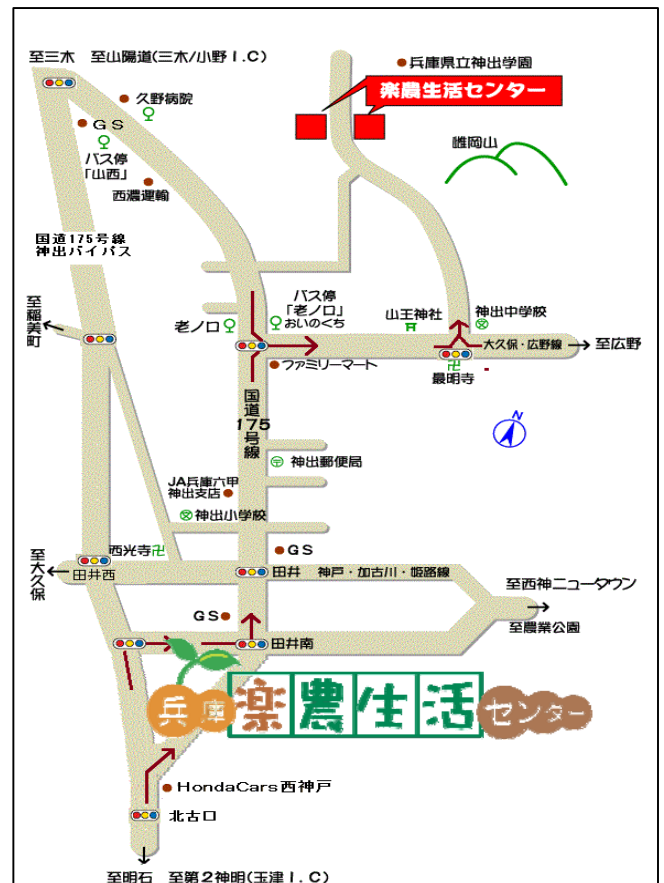 至三木　至山陽道(三木/小野I.C)
兵庫県立神出学園
楽農生活センター
久野病院
GS
バス停
「山西」
西濃運輸
雌岡山
国道175号線
神出バイパス
至稲美町
老ノ口
バス停
「老ノ口」
おいのくち
山王神社
神出中学校
大久保・広野線
至広野
ファミリーマート
最明寺
国道175号線
N
神出郵便局
JA兵庫六甲
神出支店
神出小学校
西光寺
GS
至大久保
田井西
田井　神戸・加古川・姫路線
至西神ニュータウン
至農業公園
GS
田井南
兵庫楽農生活センター
HondaCars西神戸
北古口
至明石　至第2神明(玉津I.C)